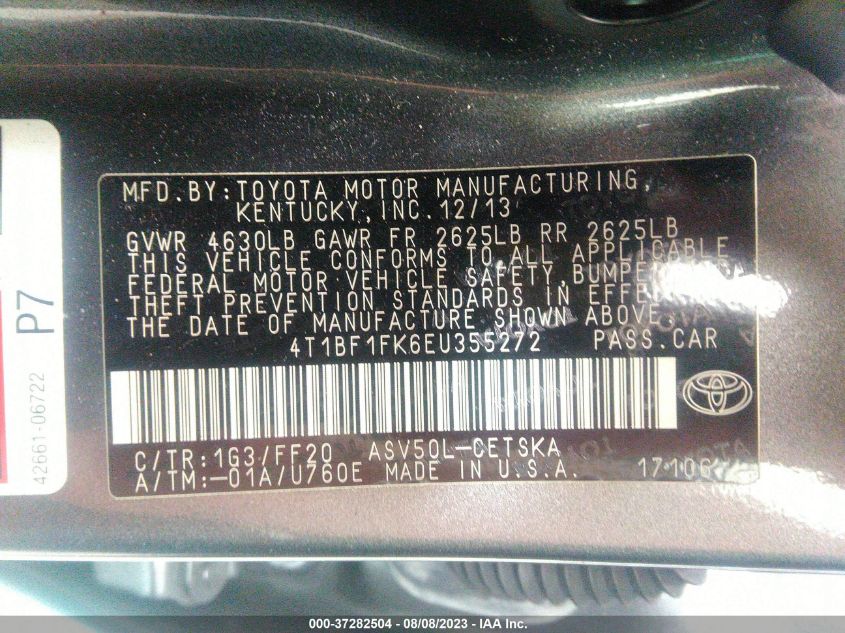 MFD.BY:TOYOTA MOTOR MANUFACTURING,
KENTUCKY,INC.12/13
GVWR 4630LB GAWR FR 2625LB RR 2625LB
THIS VEHICLE CONFORMS TO ALL APPLICABLE
FEDERAL MOTOR VEHICLE SAFETY,
THEFT PREVENTION STANDARDS IN
THE DATE OF MANUFACTURE SHOWN ABOVE.
4T1BF1FK6EU355272 PASS.CAR
C/TR:1G3/FF20 ASV50L-CETSKA
A/TM:-01A/U760E MADE IN U.S.A.
P7
42661-06722
000-37282504 - 08/08/2023 - IAA Inc.